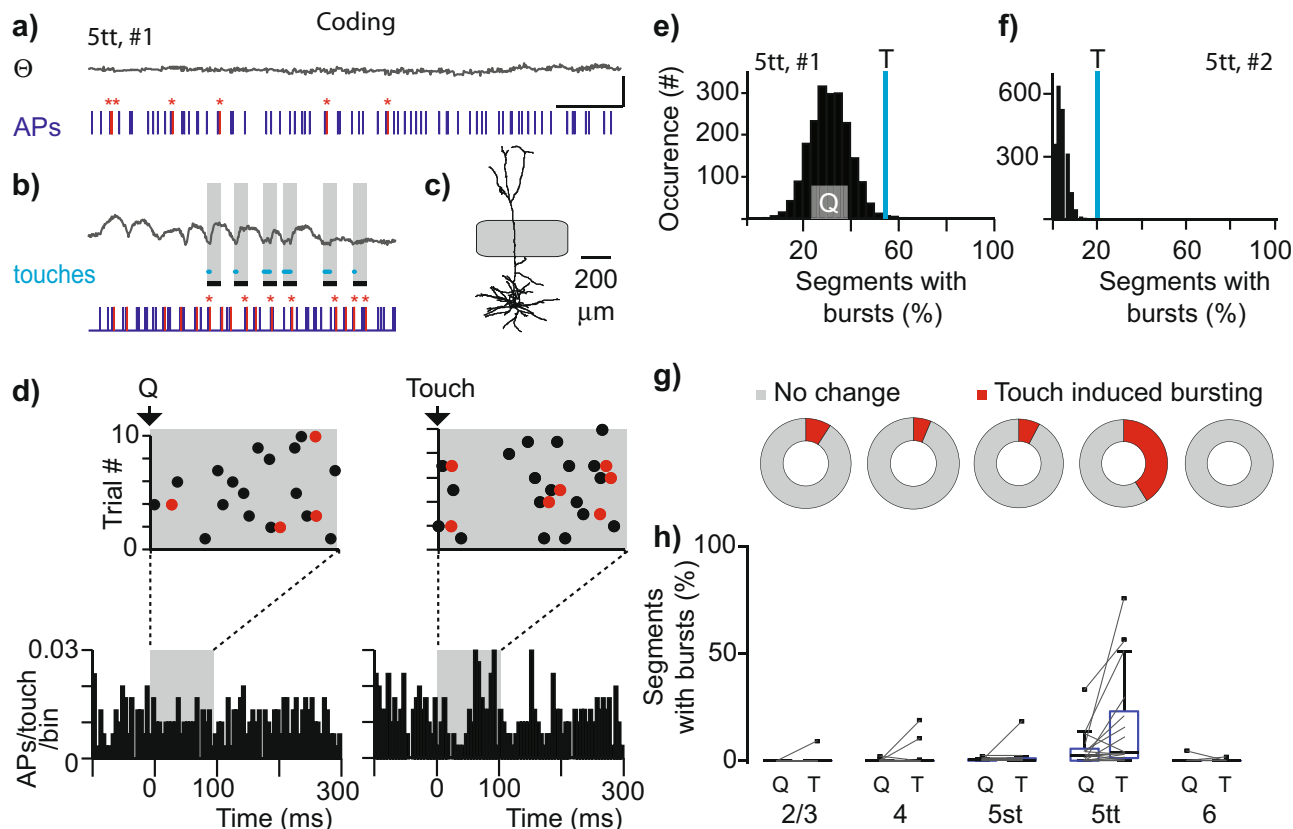 a)
Coding
5tt, #1
Θ
* * * * * *
APs
b)
touches
* * * * * * *
c)
200
μm
d)
Q
Touch
10
Trial #
0
0.03
APs/touch
/bin
0
0 100 300
Time (ms)
0 100 300
Time (ms)
e)
5tt, #1
T
Occurence (#)
300
200
100
Q
20 60 100
Segments with
bursts (%)
f)
T
5tt, #2
600
300
20 60 100
Segments with
bursts (%)
g)
No change
Touch induced bursting
h)
Segments
with bursts (%)
100
50
0
Q T Q T Q T Q T Q T
2/3 4 5st 5tt 6